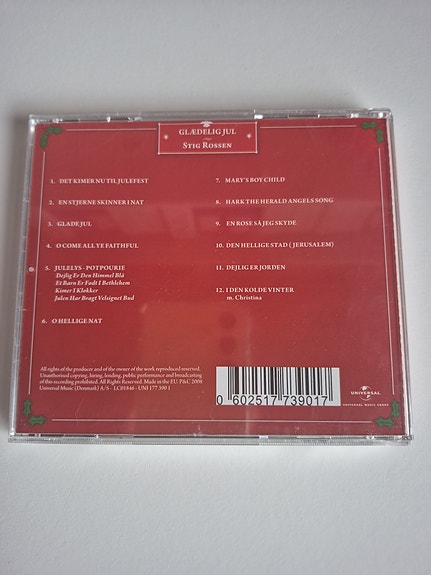 GLÆDELIG JUL
STIG ROSSEN
1. DET KIMER NU TIL JULEFEST
2. EN STJERNE SKINNER I NAT
3. GLADE JUL
4. O COME ALL YE FAITHFUL
5. JULELYS - POTPOURIE
Dejlig Er Den Himmel Blå
Et Barn Er Født I Bethlehem
Kimer I Klokker
Julen Har Bragt Velsignet Bud
6. O HELLIGE NAT
7. MARY'S BOY CHILD
8. HARK THE HERALD ANGELS SONG
9. EN ROSE SÅ JEG SKYDE
10. DEN HELLIGE STAD ( JERUSALEM)
11. DEJLIG ER JORDEN
12. I DEN KOLDE VINTER
m. Christina
All rights of the producer and of the owner of the work reproduced reserved.
Unauthorised copying, hiring, lending, public performance and broadcasting
of this recording prohibited. All Rights Reserved. Made in the EU. P&C 2008
Universal Music (Denmark) A/S - LC01846 - UNI 177 390 1
0 602517 739017
UNIVERSAL
UNIVERSAL MUSIC GROUP